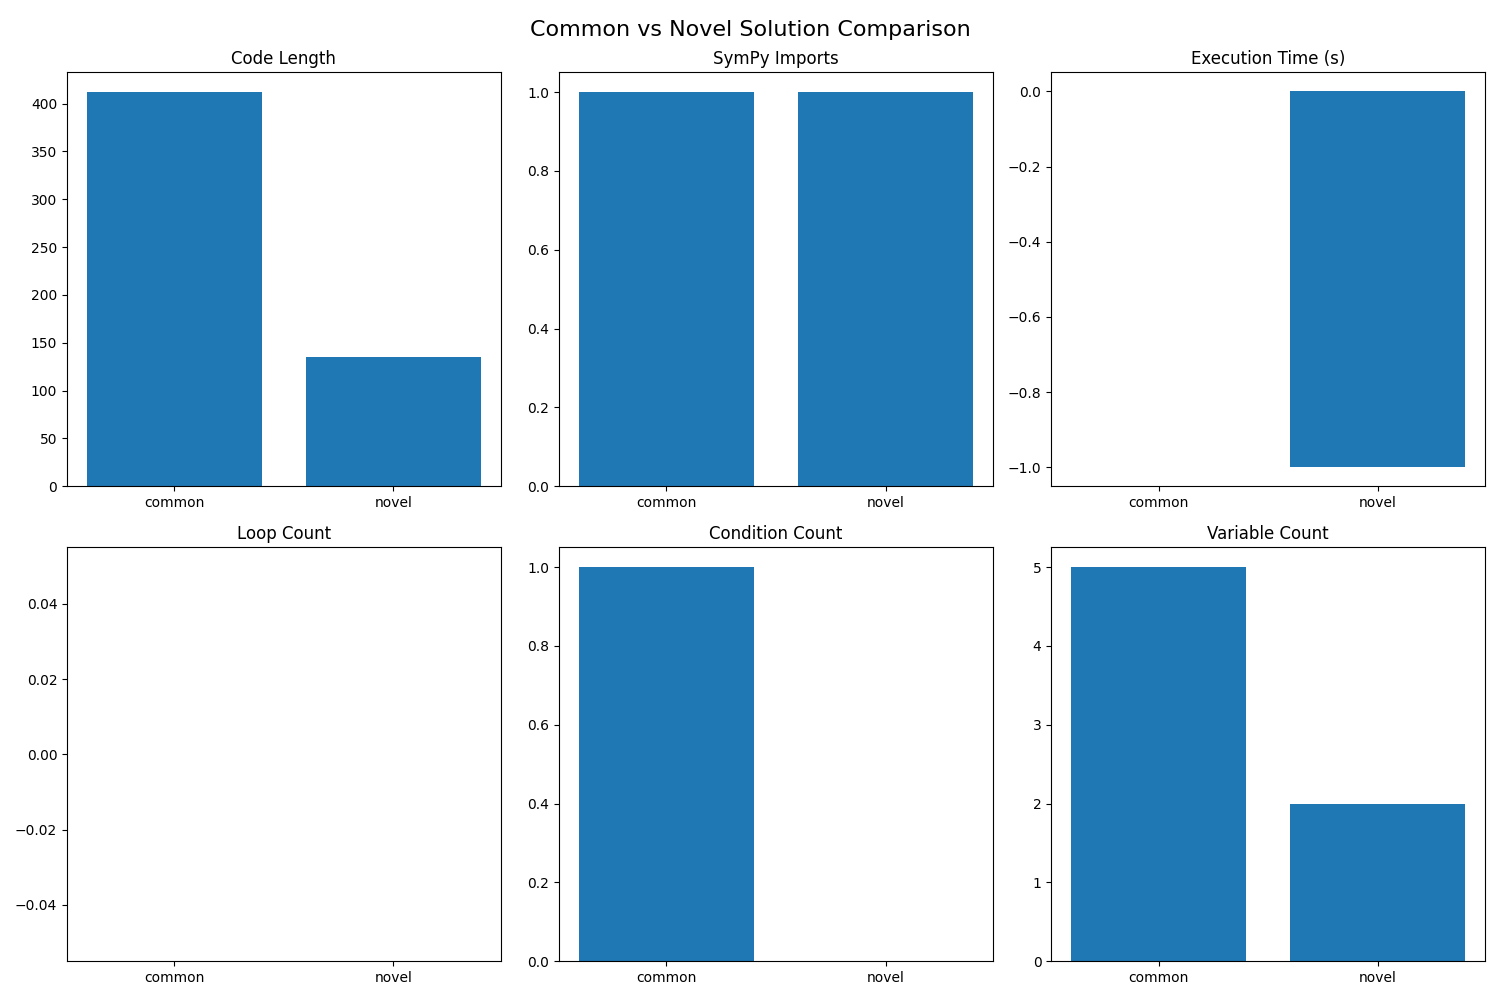 Common vs Novel Solution Comparison
Code Length
400
350
300
250
200
150
100
50
0
common novel
SymPy Imports
1.0
0.8
0.6
0.4
0.2
0.0
common novel
Execution Time (s)
0.0
−0.2
−0.4
−0.6
−0.8
−1.0
common novel
Loop Count
0.04
0.02
0.00
−0.02
−0.04
common novel
Condition Count
1.0
0.8
0.6
0.4
0.2
0.0
common novel
Variable Count
5
4
3
2
1
0
common novel